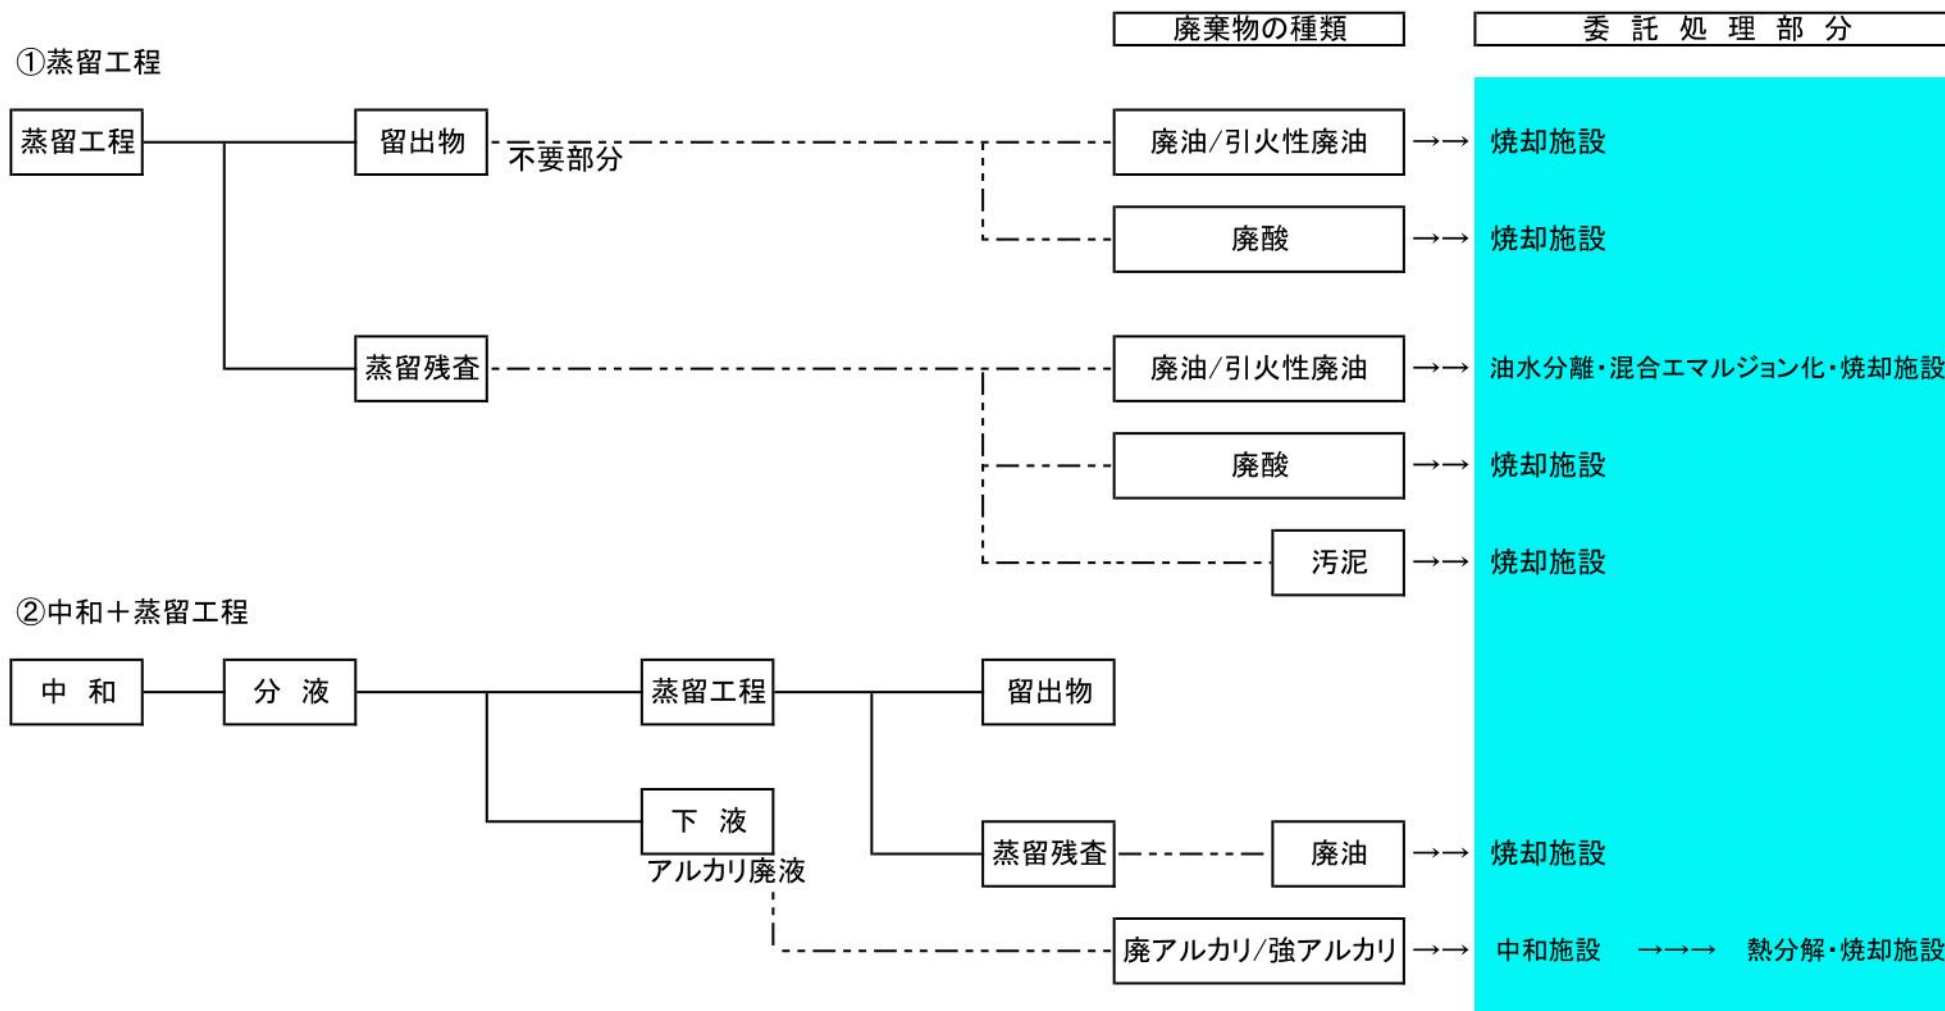 廃棄物の種類
委 託 処 理 部 分
①蒸留工程
蒸留工程
留出物
不要部分
廃油/引火性廃油
→→
焼却施設
廃酸
→→
焼却施設
蒸留残査
廃油/引火性廃油
→→
油水分離・混合エマルジョン化・焼却施設
廃酸
→→
焼却施設
汚泥
→→
焼却施設
②中和＋蒸留工程
中 和
分 液
蒸留工程
留出物
下 液
アルカリ廃液
蒸留残査
廃油
→→
焼却施設
廃アルカリ/強アルカリ
→→
中和施設 →→→ 熱分解・焼却施設